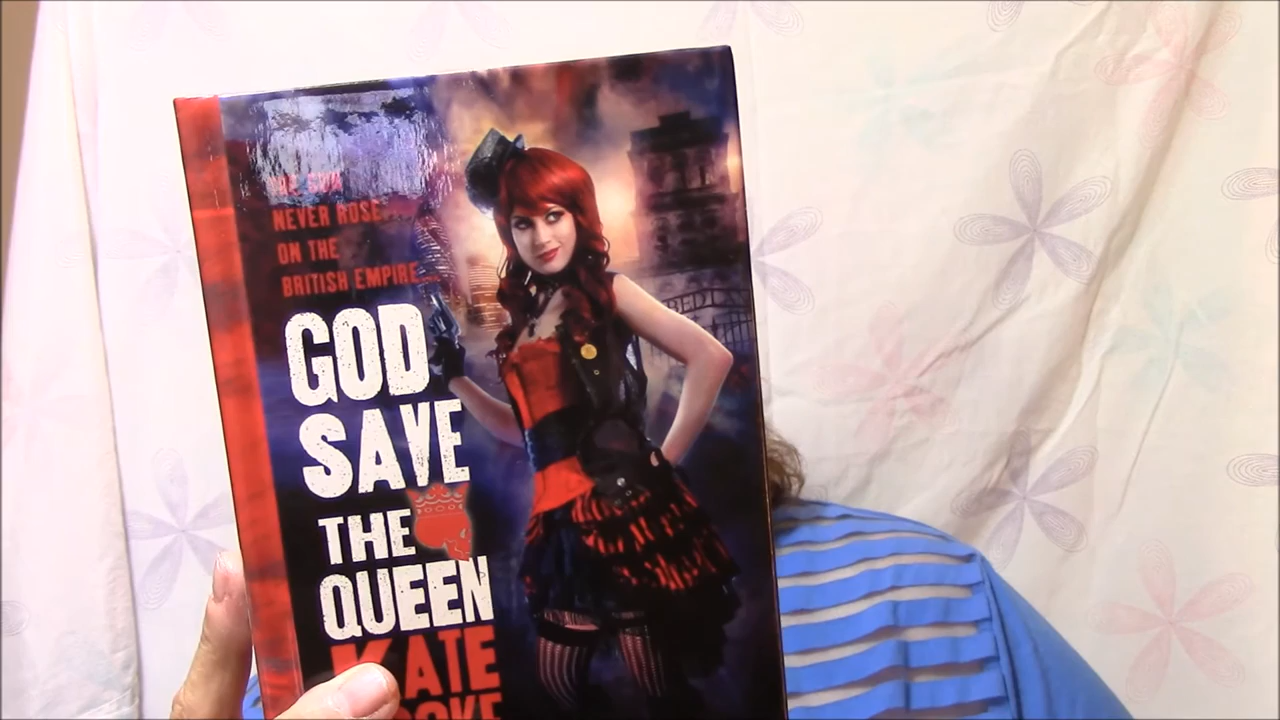 NEVER ROSE...
ON THE
BRITISH EMPIRE...
GOD
SAVE
THE
QUEEN
KATE